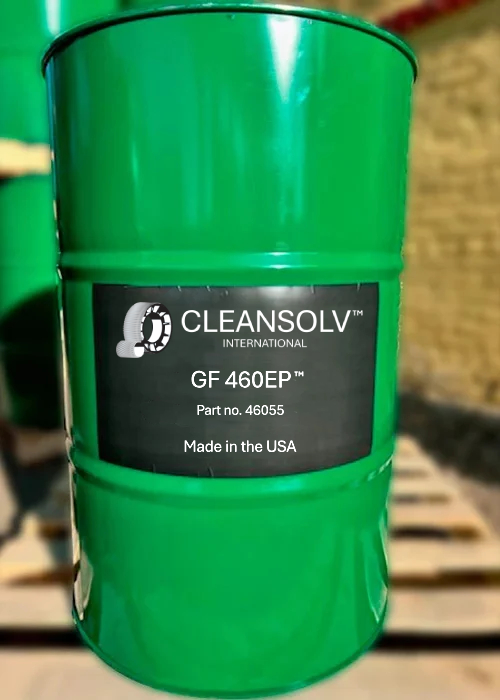 CLEANSOLV™
INTERNATIONAL
GF 460EP™
Part no. 46055
Made in the USA